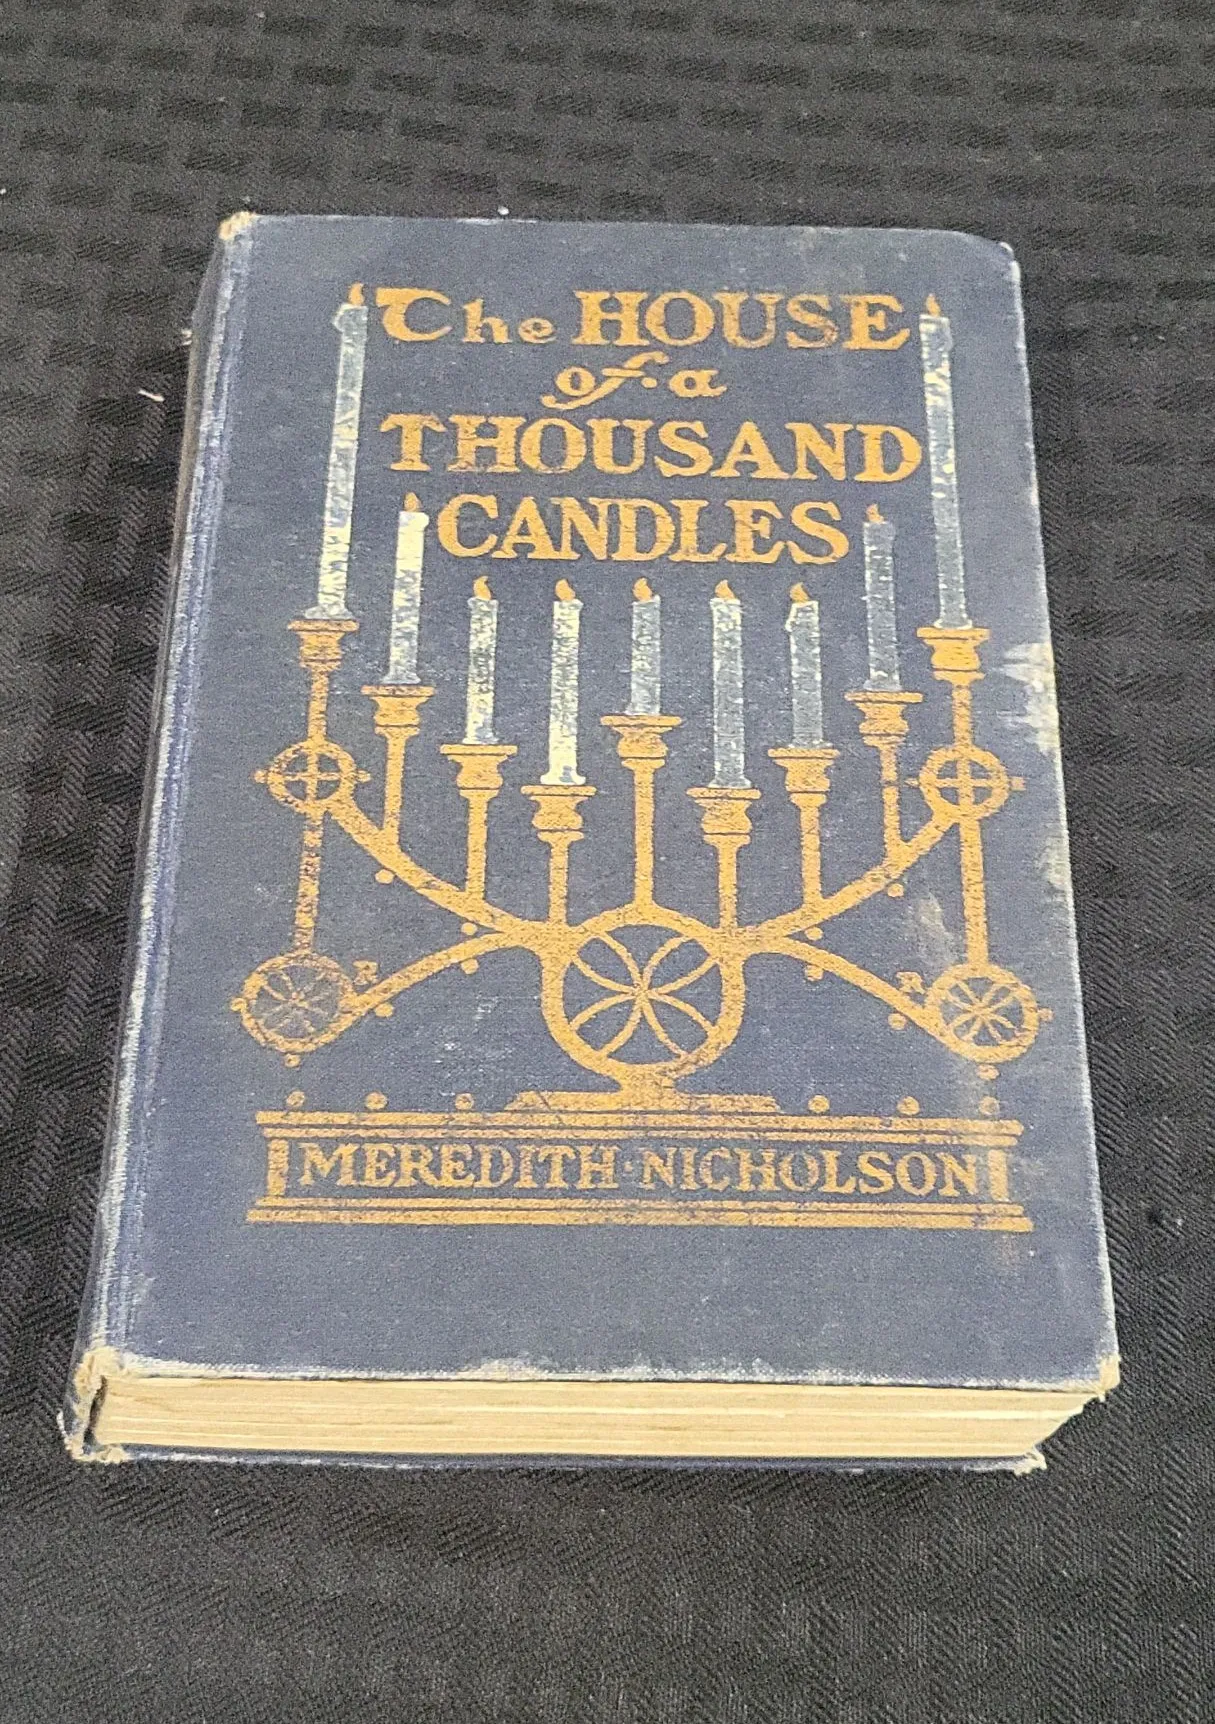 The HOUSE
of a
THOUSAND
CANDLES
R R
MEREDITH · NICHOLSON